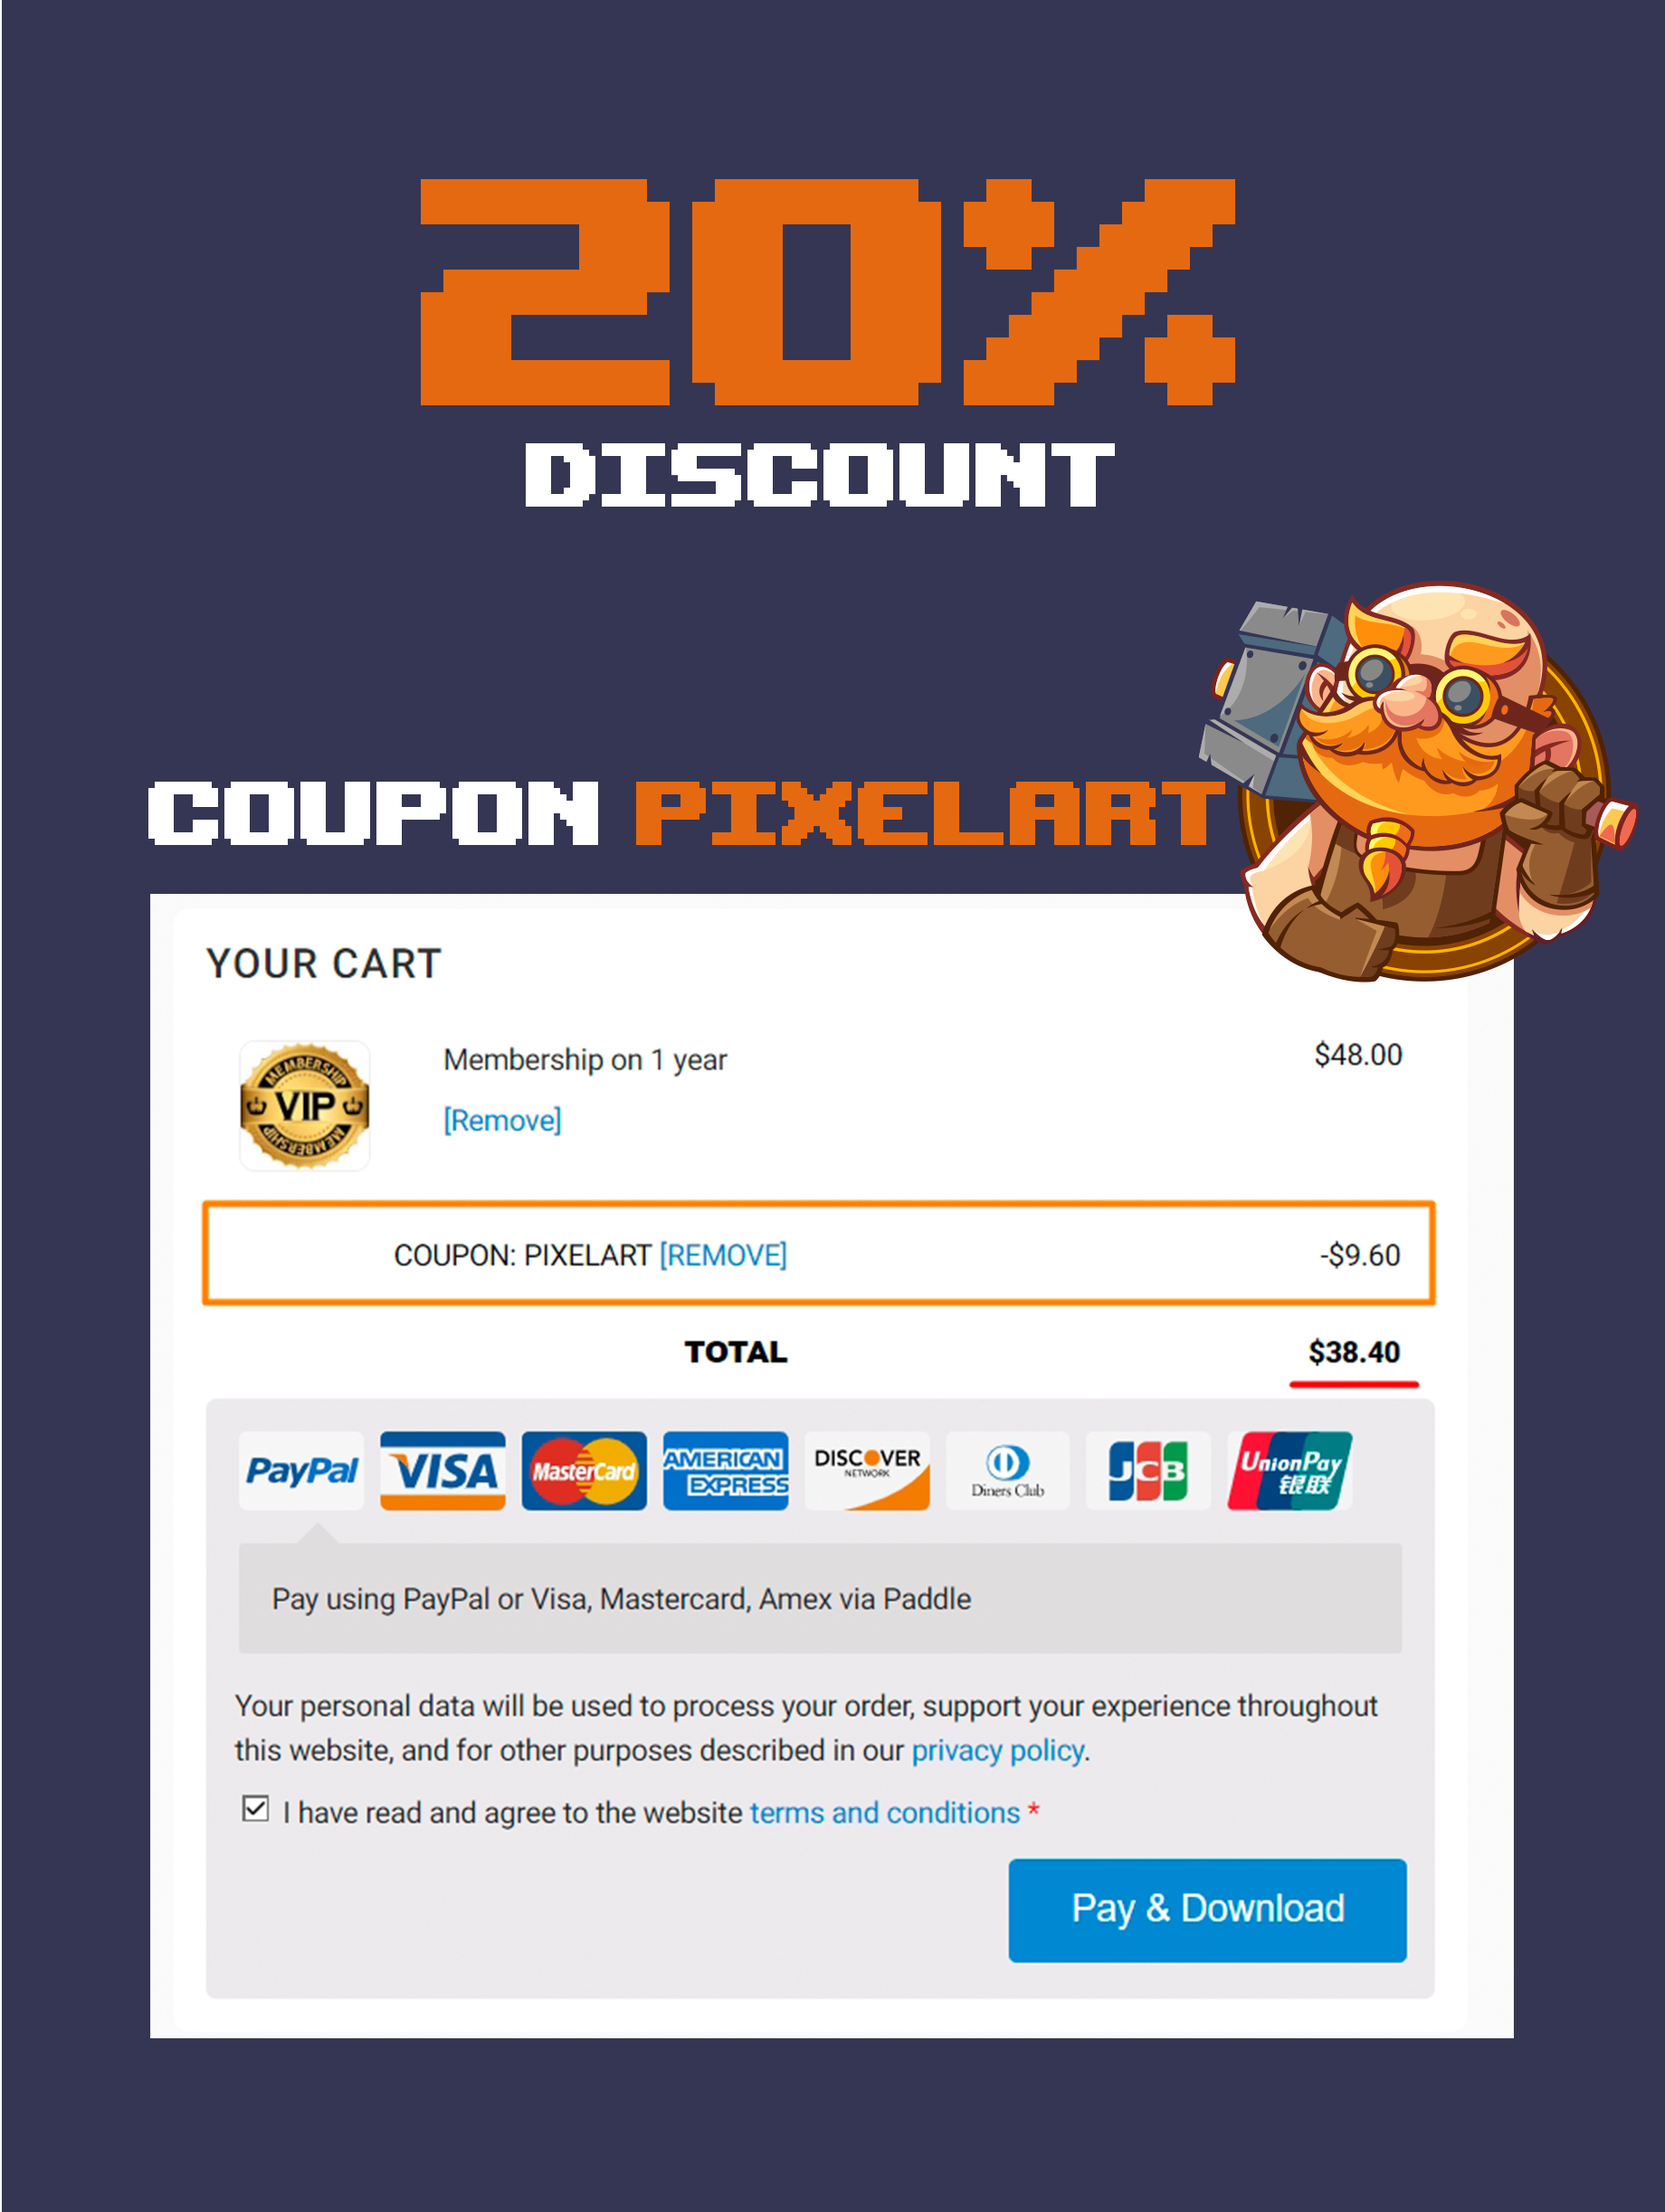 20%
DISCOUNT
COUPON PIXELART
YOUR CART
MEMBERSHIP
VIP
MEMBERSHIP
Membership on 1 year
$48.00
[Remove]
COUPON: PIXELART [REMOVE]
-$9.60
TOTAL
$38.40
PayPal
VISA
MasterCard
AMERICAN
EXPRESS
DISCOVER
NETWORK
Diners Club
JCB
UnionPay
银联
Pay using PayPal or Visa, Mastercard, Amex via Paddle
Your personal data will be used to process your order, support your experience throughout
this website, and for other purposes described in our privacy policy.
I have read and agree to the website terms and conditions *
Pay & Download